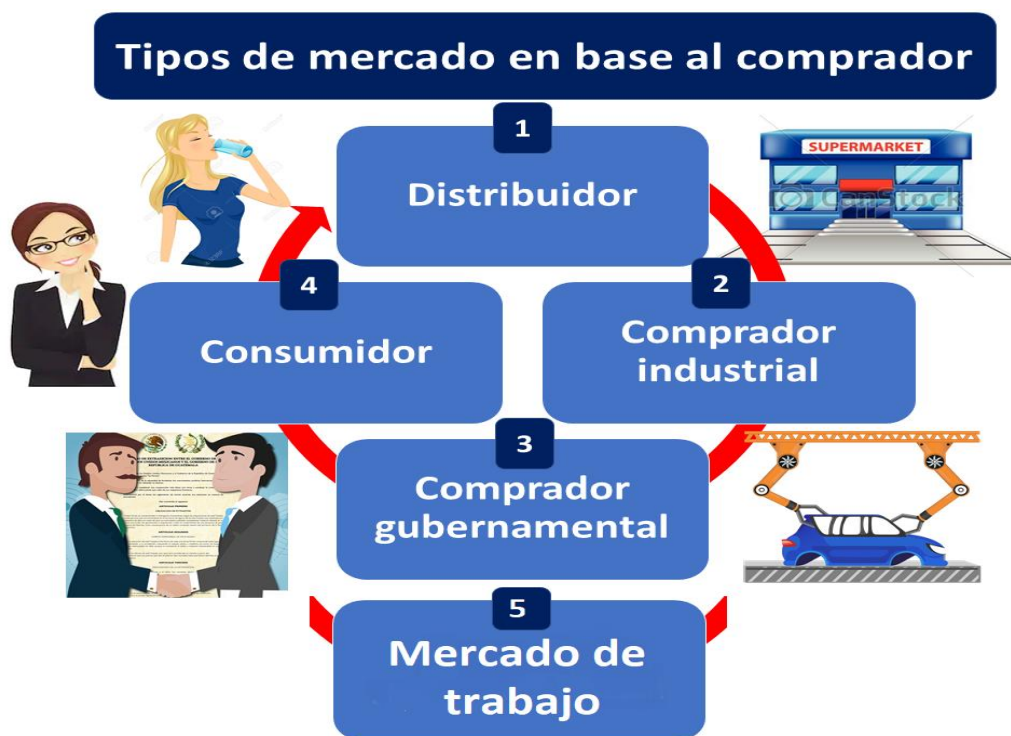 Tipos de mercado en base al comprador
1
Distribuidor
SUPERMARKET
CanStock
2
Comprador
industrial
3
Comprador
gubernamental
4
Consumidor
5
Mercado de
trabajo